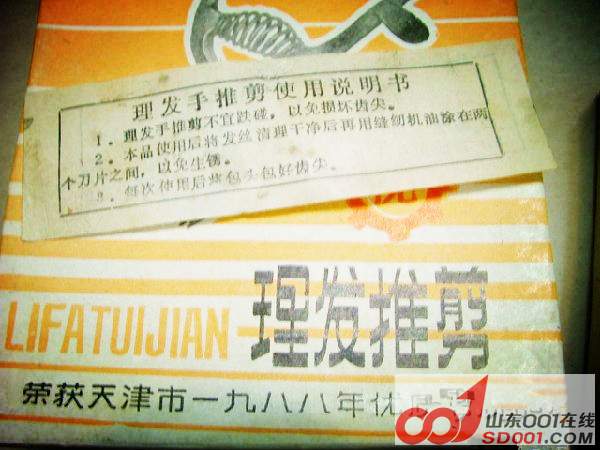 理发手推剪使用说明书
1．理发手推剪不宜跌碰，以免损坏齿尖。
2．本品使用后将发丝清理干净后再用缝纫机油涂在两
个刀片之间，以免生锈。
3．每次使用后将包头包好齿尖。
优
LIFATUIJIAN 理发推剪
荣获天津市一九八八年优质
山东001在线
SD001.COM